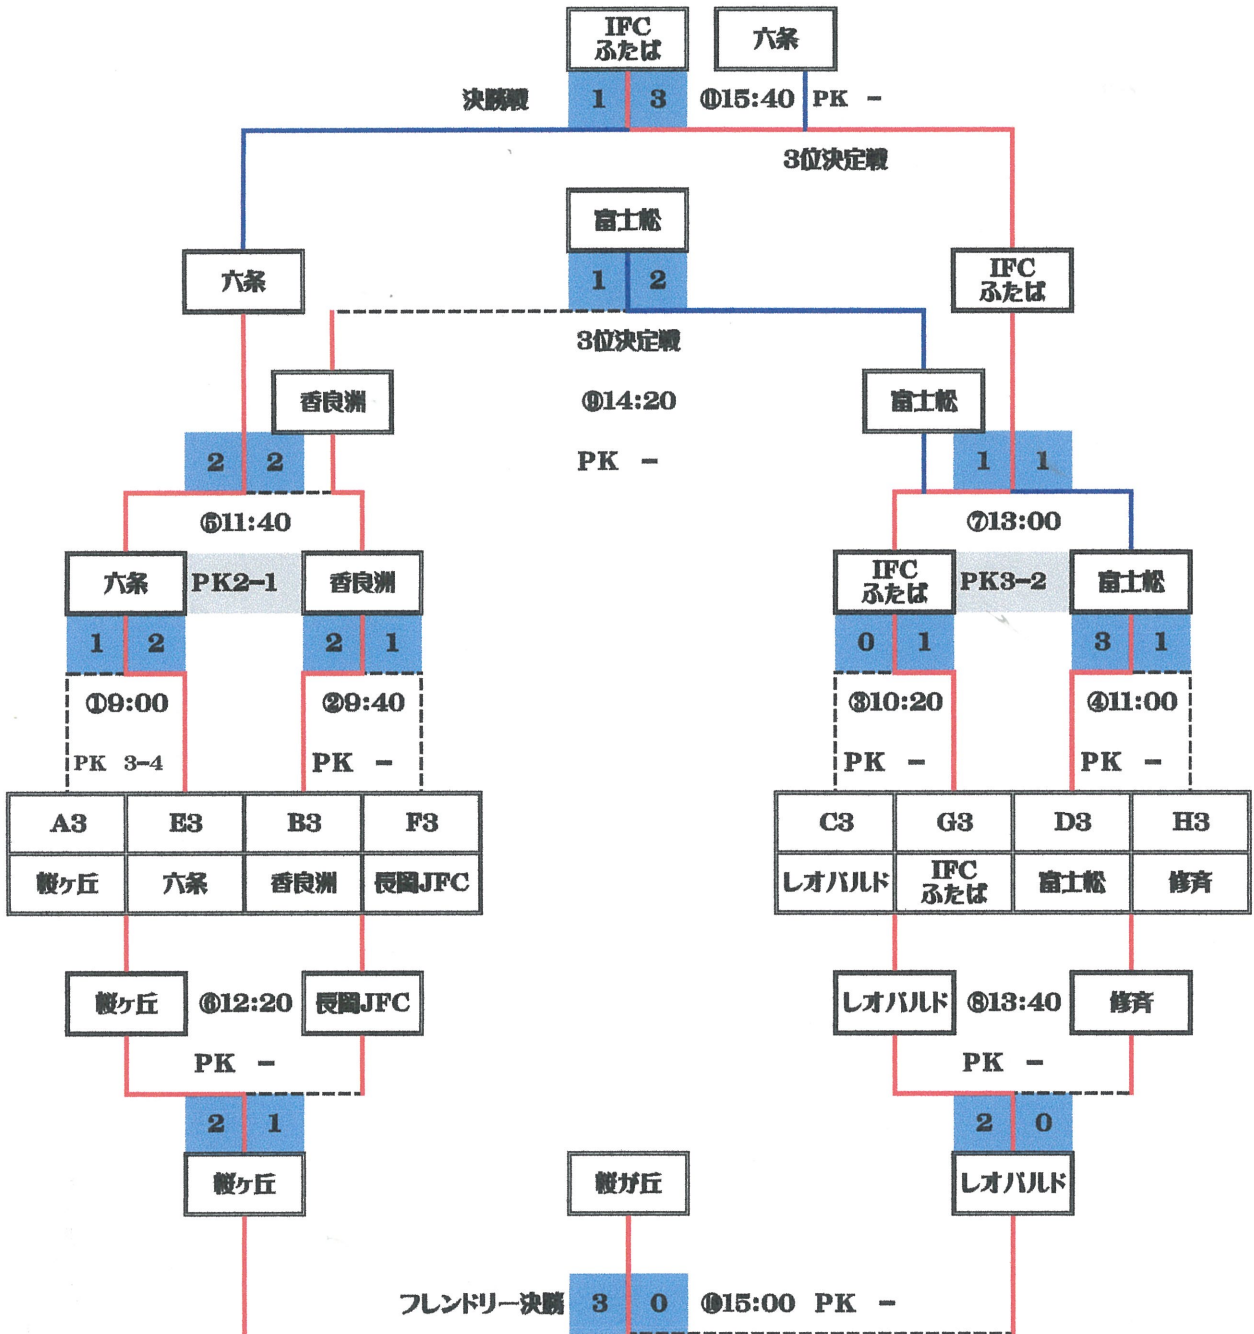 IFC
ふたば
六条
決勝戦
1 3
⑪15:40
PK -
3位決定戦
富士松
六条
1 2
IFC
ふたば
3位決定戦
香良洲
⑨14:20
富士松
2 2
PK -
1 1
⑤11:40
⑦13:00
六条
PK2-1
香良洲
IFC
ふたば
PK3-2
富士松
1 2
2 1
0 1
3 1
①9:00
②9:40
③10:20
④11:00
PK 3-4
PK -
PK -
PK -
A3 E3 B3 F3
C3 G3 D3 H3
桜ヶ丘 六条 香良洲 長岡JFC
レオパルド
IFC
ふたば
富士松
修斉
桜ヶ丘
⑥12:20
長岡JFC
レオパルド
⑧13:40
修斉
PK -
PK -
2 1
2 0
桜ヶ丘
桜が丘
レオパルド
フレンドリー決勝
3 0
⑩15:00 PK -